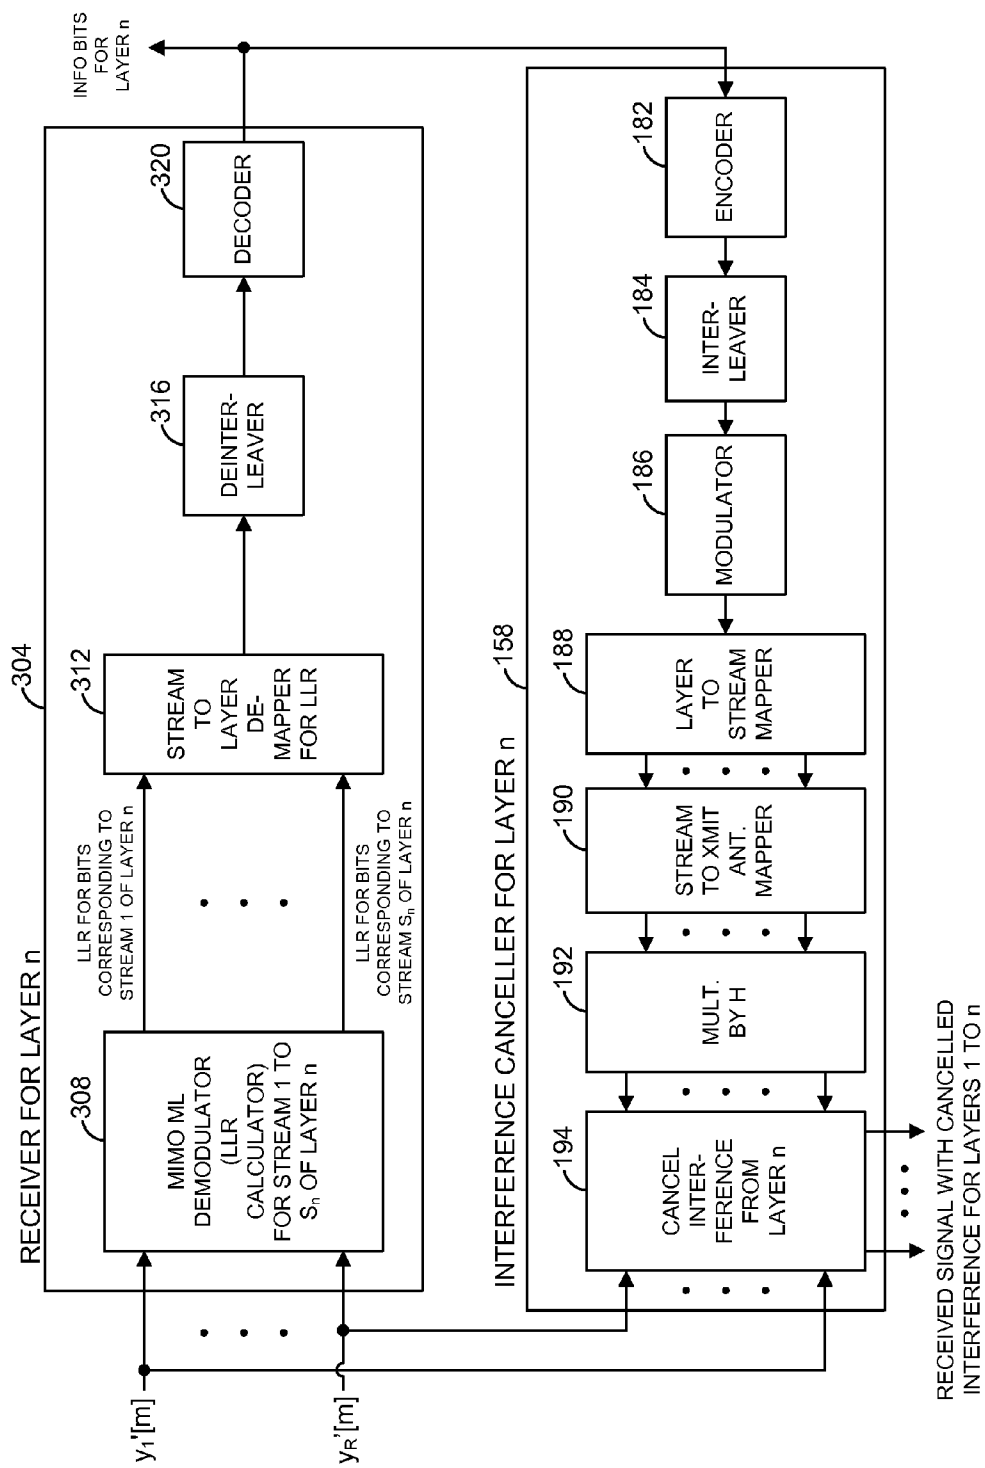 RECEIVER FOR LAYER n
304
y₁'[m]
yR'[m]
308
MIMO ML
DEMODULATOR
(LLR
CALCULATOR)
FOR STREAM 1 TO
Sₙ OF LAYER n
LLR FOR BITS
CORRESPONDING TO
STREAM 1 OF LAYER n
LLR FOR BITS
CORRESPONDING TO
STREAM Sₙ OF LAYER n
312
STREAM
TO
LAYER
DE-
MAPPER
FOR LLR
316
DEINTER-
LEAVER
320
DECODER
INFO BITS
FOR
LAYER n
INTERFERENCE CANCELLER FOR LAYER n
158
194
CANCEL
INTER-
FERENCE
FROM
LAYER n
192
MULT.
BY H
190
STREAM
TO XMIT
ANT.
MAPPER
188
LAYER
TO
STREAM
MAPPER
186
MODULATOR
184
INTER-
LEAVER
182
ENCODER
RECEIVED SIGNAL WITH CANCELLED
INTERFERENCE FOR LAYERS 1 TO n